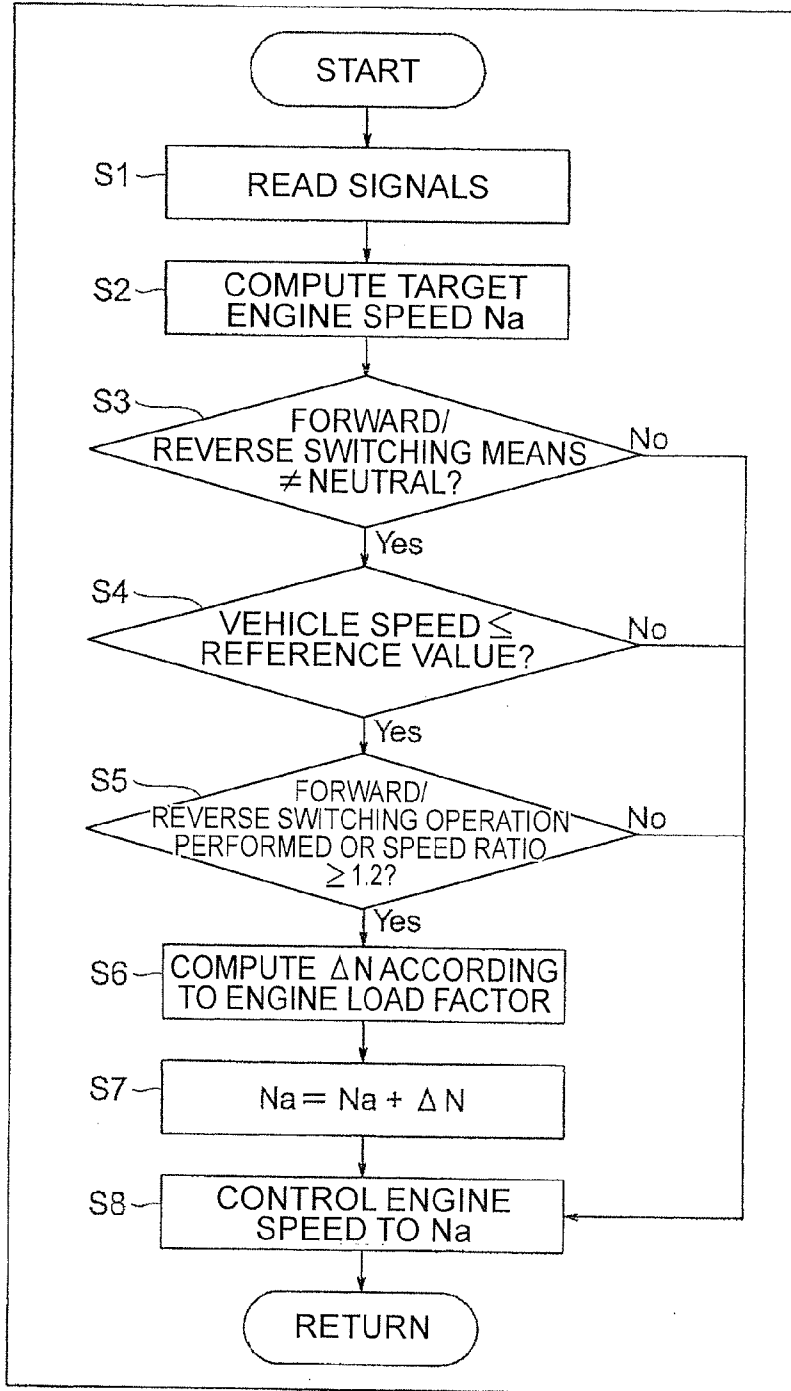 START
S1
READ SIGNALS
S2
COMPUTE TARGET
ENGINE SPEED Na
S3
FORWARD/
REVERSE SWITCHING MEANS
≠ NEUTRAL?
No
Yes
S4
VEHICLE SPEED ≦
REFERENCE VALUE?
No
Yes
S5
FORWARD/
REVERSE SWITCHING OPERATION
PERFORMED OR SPEED RATIO
≧ 1.2?
No
Yes
S6
COMPUTE ΔN ACCORDING
TO ENGINE LOAD FACTOR
S7
Na = Na + ΔN
S8
CONTROL ENGINE
SPEED TO Na
RETURN